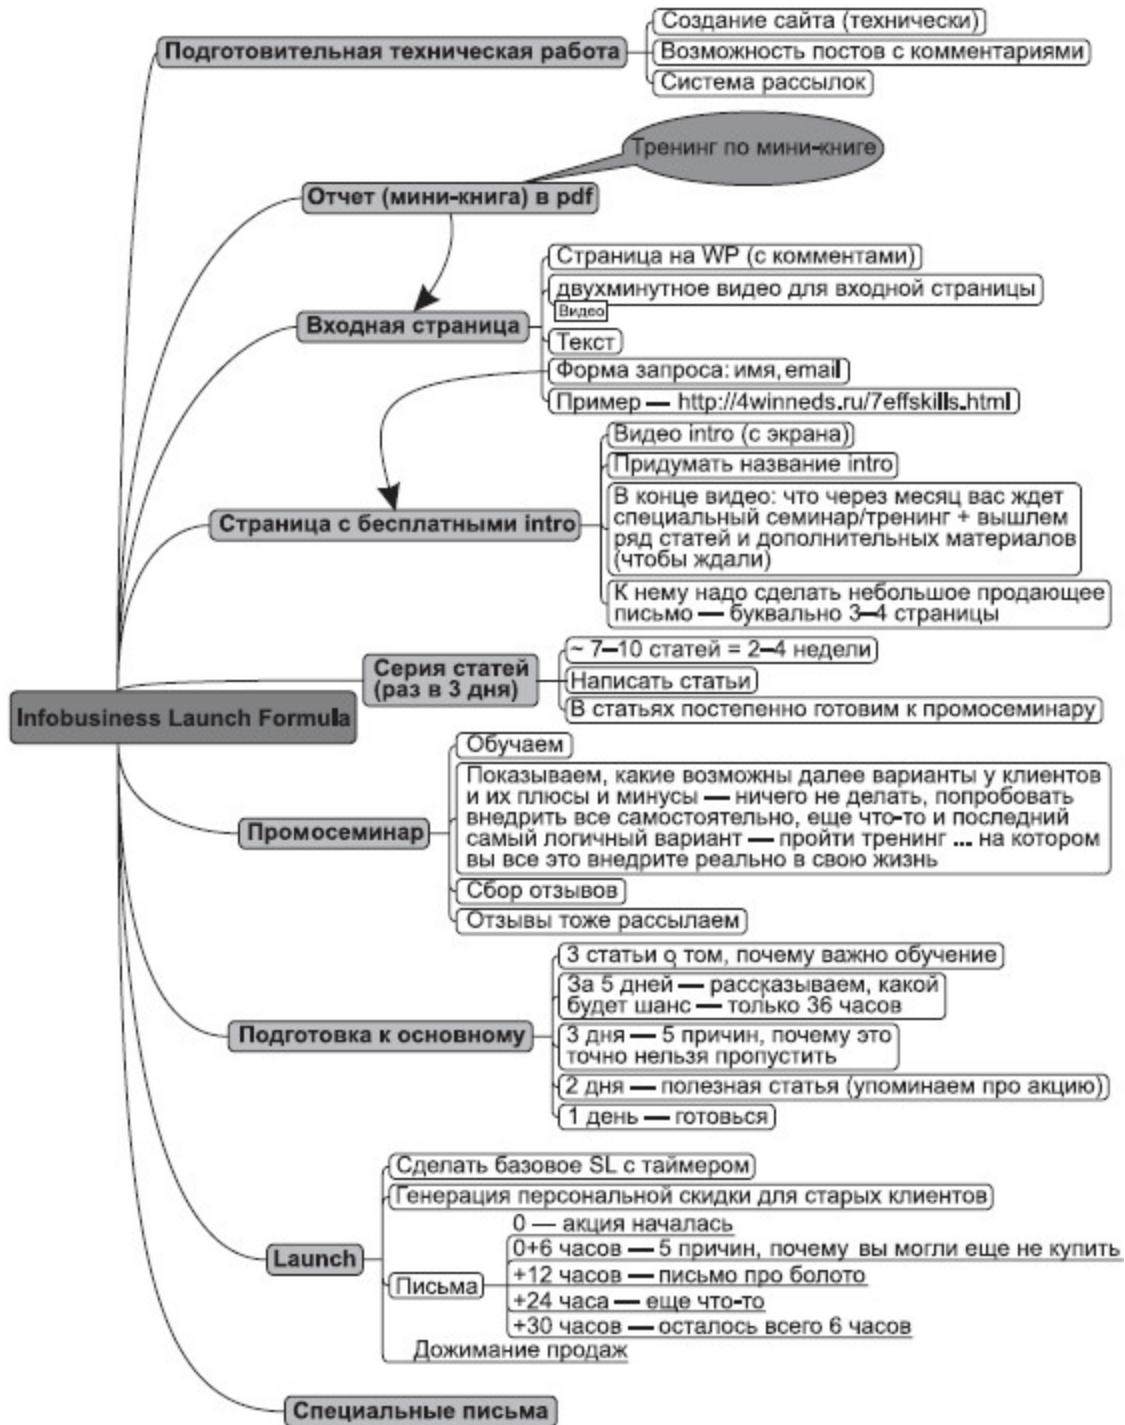 Подготовительная техническая работа
Создание сайта (технически)
Возможность постов с комментариями
Система рассылок
Тренинг по мини-книге
Отчет (мини-книга) в pdf
Входная страница
Страница на WP (с комментами)
двухминутное видео для входной страницы
Видео
Текст
Форма запроса: имя, email
Пример — http://4winneds.ru/7effskills.html
Страница с бесплатными intro
Видео intro (с экрана)
Придумать название intro
В конце видео: что через месяц вас ждет
специальный семинар/тренинг + вышлем
ряд статей и дополнительных материалов
(чтобы ждали)
К нему надо сделать небольшое продающее
письмо — буквально 3–4 страницы
Серия статей
(раз в 3 дня)
~ 7–10 статей = 2–4 недели
Написать статьи
В статьях постепенно готовим к промосеминару
Infobusiness Launch Formula
Промосеминар
Обучаем
Показываем, какие возможны далее варианты у клиентов
и их плюсы и минусы — ничего не делать, попробовать
внедрить все самостоятельно, еще что-то и последний
самый логичный вариант — пройти тренинг ... на котором
вы все это внедрите реально в свою жизнь
Сбор отзывов
Отзывы тоже рассылаем
Подготовка к основному
3 статьи о том, почему важно обучение
За 5 дней — рассказываем, какой
будет шанс — только 36 часов
3 дня — 5 причин, почему это
точно нельзя пропустить
2 дня — полезная статья (упоминаем про акцию)
1 день — готовься
Launch
Сделать базовое SL с таймером
Генерация персональной скидки для старых клиентов
Письма
0 — акция началась
0+6 часов — 5 причин, почему вы могли еще не купить
+12 часов — письмо про болото
+24 часа — еще что-то
+30 часов — осталось всего 6 часов
Дожимание продаж
Специальные письма